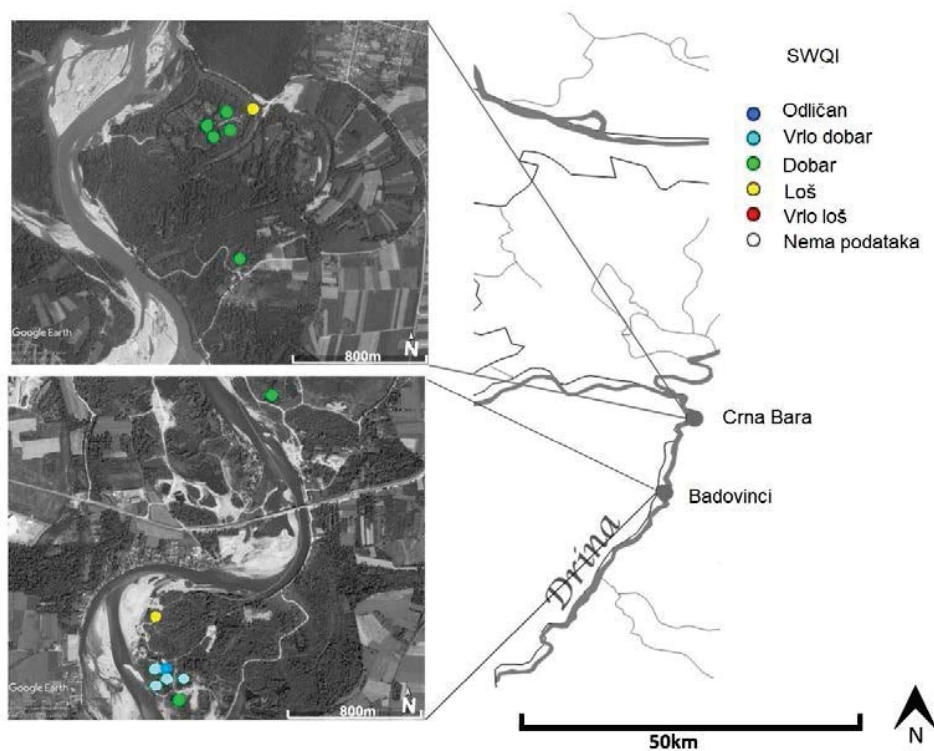 SWQI
Odličan
Vrlo dobar
Dobar
Loš
Vrlo loš
Nema podataka
Google Earth
800m
N
Crna Bara
Badovinci
Drina
Google Earth
800m
N
50km
N